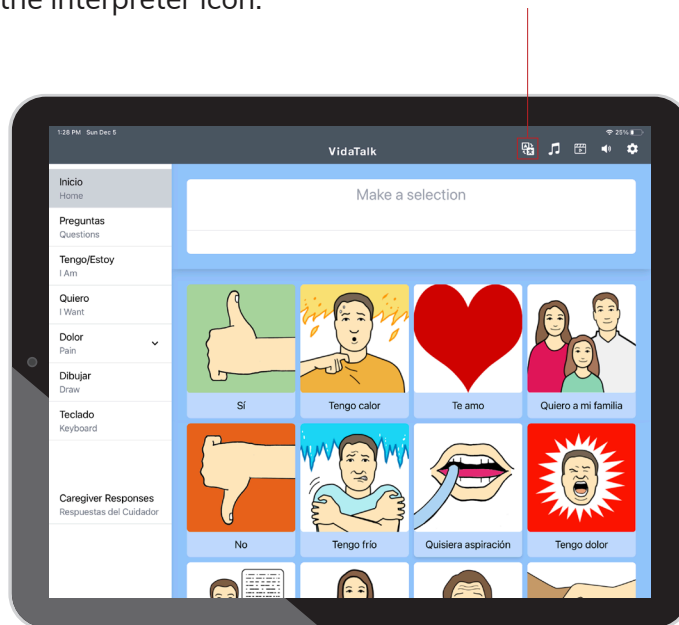 the interpreter icon.
1:28 PM Sun Dec 5
25%
VidaTalk
Inicio
Home
Preguntas
Questions
Tengo/Estoy
I Am
Quiero
I Want
Dolor
Pain
Dibujar
Draw
Teclado
Keyboard
Caregiver Responses
Respuestas del Cuidador
Make a selection
Sí
Tengo calor
Te amo
Quiero a mi familia
No
Tengo frío
Quisiera aspiración
Tengo dolor